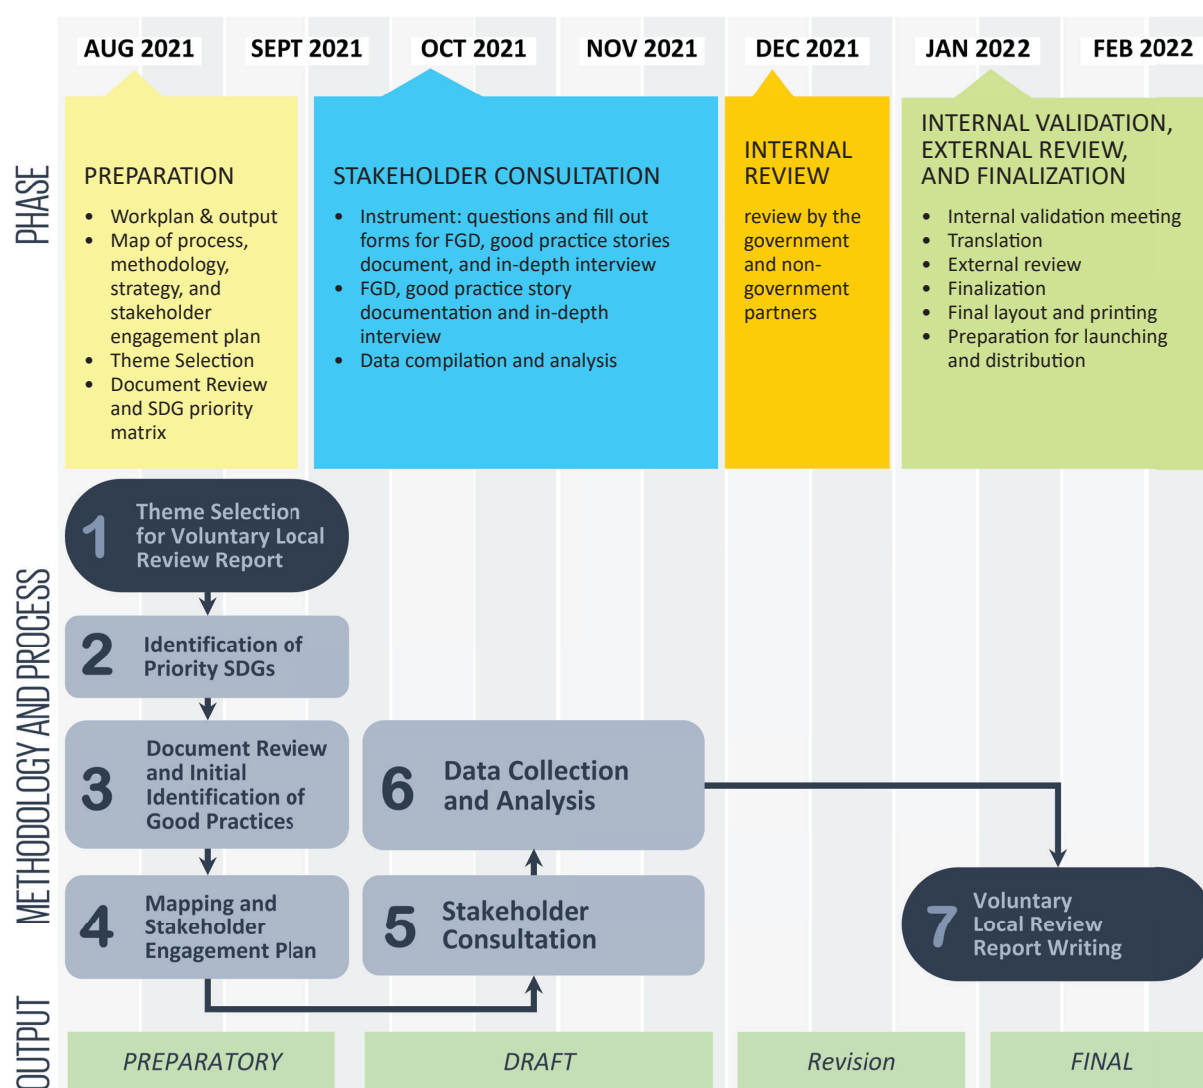 AUG 2021
SEPT 2021
OCT 2021
NOV 2021
DEC 2021
JAN 2022
FEB 2022
PHASE
PREPARATION
• Workplan & output
• Map of process,
methodology,
strategy, and
stakeholder
engagement plan
• Theme Selection
• Document Review
and SDG priority
matrix
STAKEHOLDER CONSULTATION
• Instrument: questions and fill out
forms for FGD, good practice stories
document, and in-depth interview
• FGD, good practice story
documentation and in-depth
interview
• Data compilation and analysis
INTERNAL
REVIEW
review by the
government
and non-
government
partners
INTERNAL VALIDATION,
EXTERNAL REVIEW,
AND FINALIZATION
• Internal validation meeting
• Translation
• External review
• Finalization
• Final layout and printing
• Preparation for launching
and distribution
METHODOLOGY AND PROCESS
1
Theme Selection
for Voluntary Local
Review Report
2
Identification of
Priority SDGs
3
Document Review
and Initial
Identification of
Good Practices
4
Mapping and
Stakeholder
Engagement Plan
5
Stakeholder
Consultation
6
Data Collection
and Analysis
7
Voluntary
Local Review
Report Writing
OUTPUT
PREPARATORY
DRAFT
Revision
FINAL